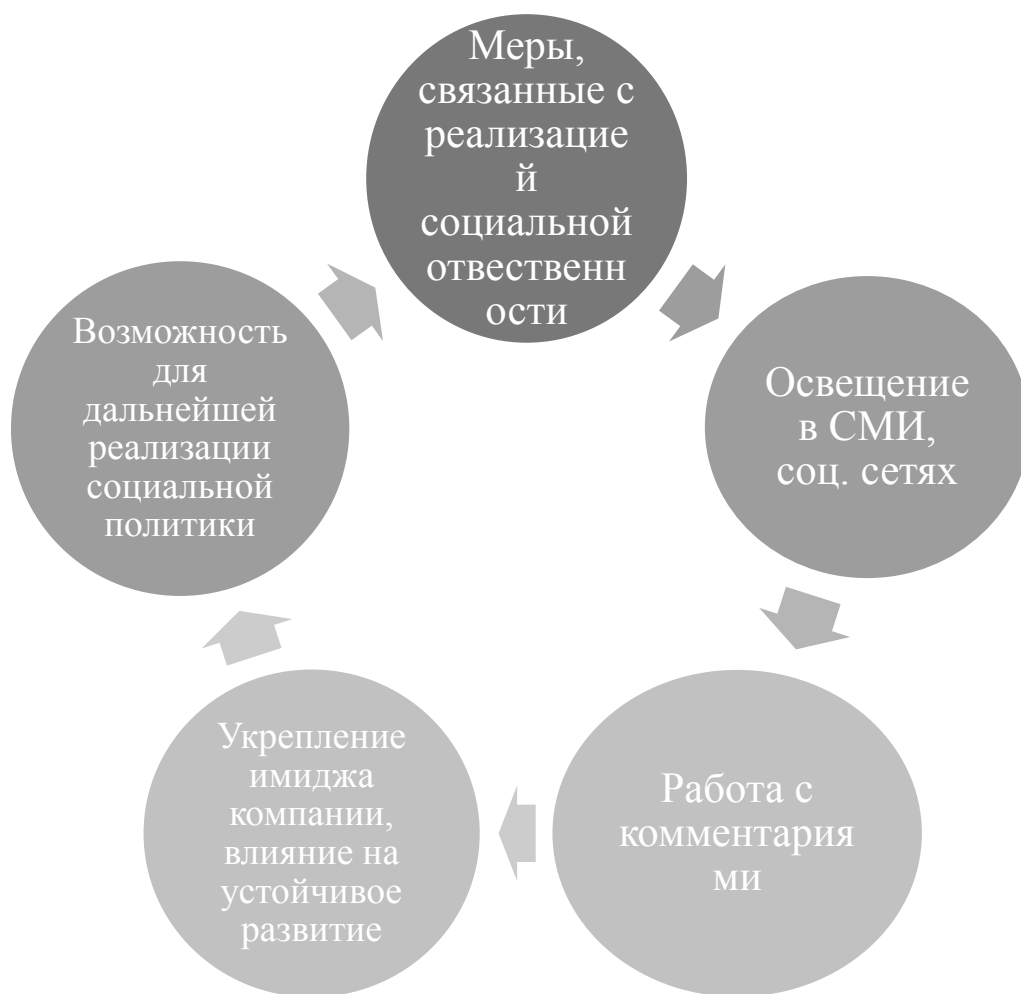 Меры,
связанные с
реализацие
й
социальной
отвественн
ости
Освещение
в СМИ,
соц. сетях
Работа с
комментария
ми
Укрепление
имиджа
компании,
влияние на
устойчивое
развитие
Возможность
для
дальнейшей
реализации
социальной
политики